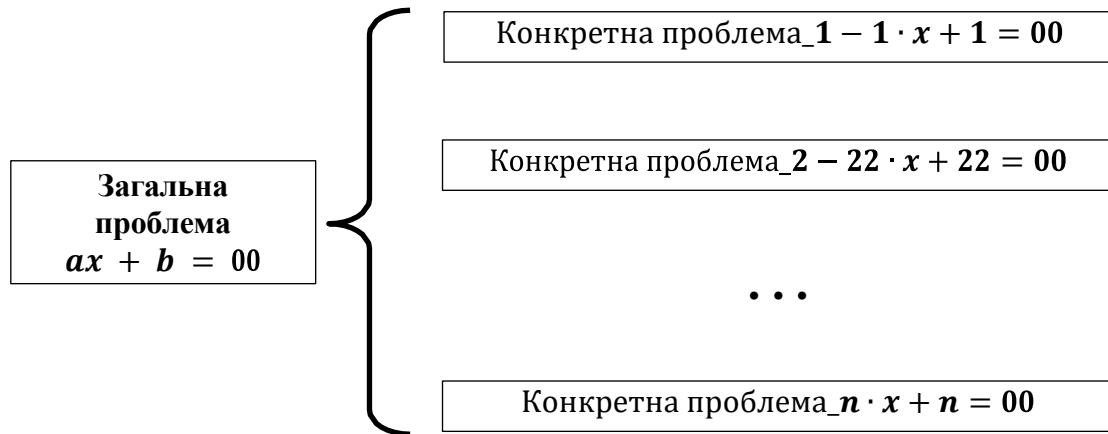 Конкретна проблема_1 − 1 · x + 1 = 00
Конкретна проблема_2 − 22 · x + 22 = 00
Загальна
проблема
ax + b = 00
...
Конкретна проблема_n · x + n = 00